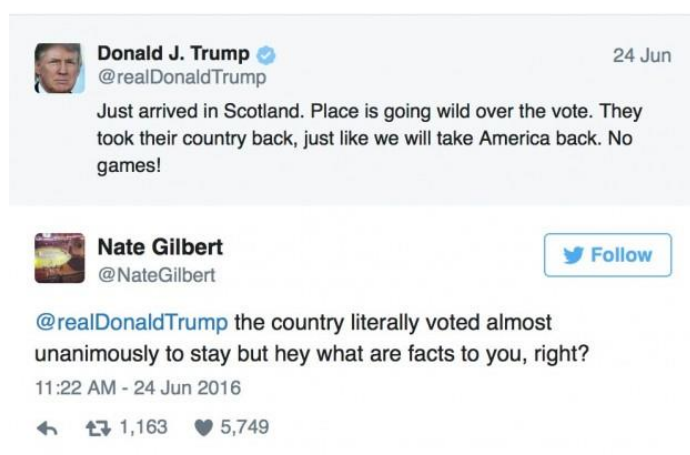 Donald J. Trump
24 Jun
@realDonaldTrump
Just arrived in Scotland. Place is going wild over the vote. They
took their country back, just like we will take America back. No
games!
Nate Gilbert
Follow
@NateGilbert
@realDonaldTrump the country literally voted almost
unanimously to stay but hey what are facts to you, right?
11:22 AM - 24 Jun 2016
1,163 5,749